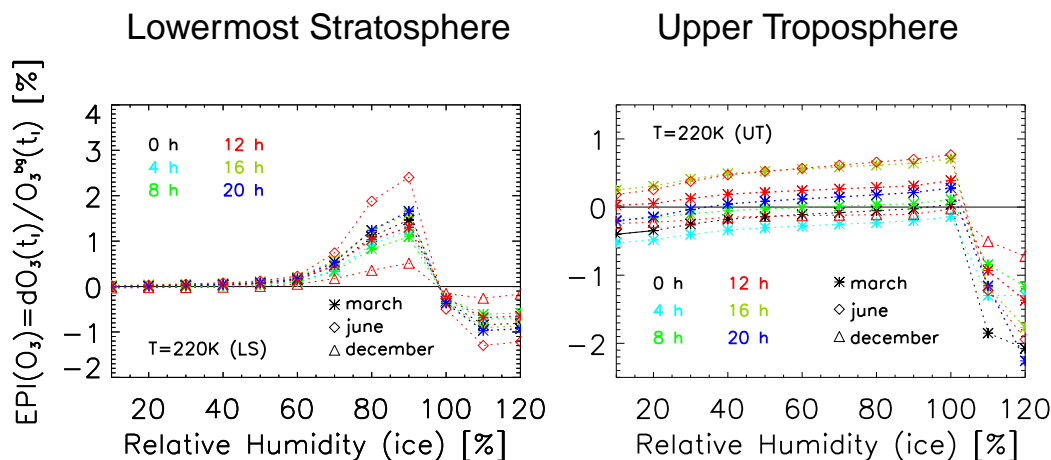 Lowermost Stratosphere
Upper Troposphere
EPI(O₃)=dO₃(t₁)/O₃ᵇᵍ(t₁) [%]
4
3
2
1
0
−1
−2
0 h
12 h
4 h
16 h
8 h
20 h
march
june
december
T=220K (LS)
20 40 60 80 100 120
Relative Humidity (ice) [%]
1
0
−1
−2
T=220K (UT)
0 h
12 h
4 h
16 h
8 h
20 h
march
june
december
20 40 60 80 100 120
Relative Humidity (ice) [%]